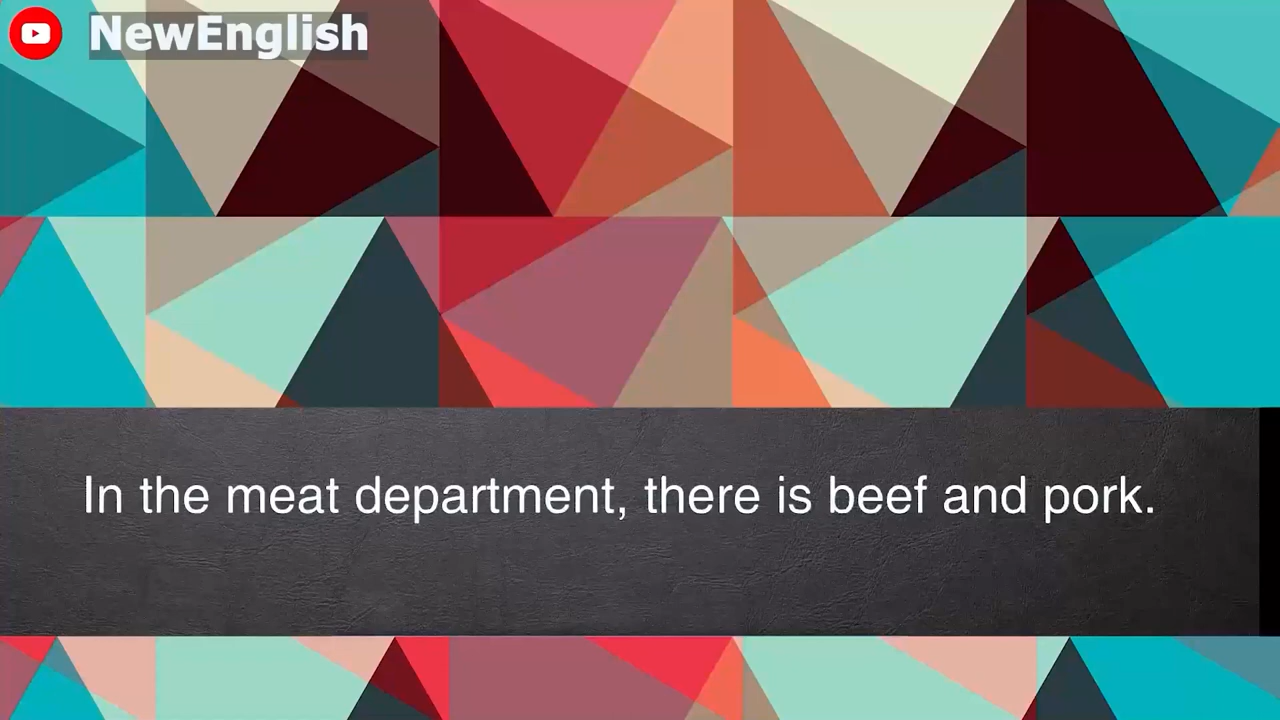 NewEnglish
In the meat department, there is beef and pork.